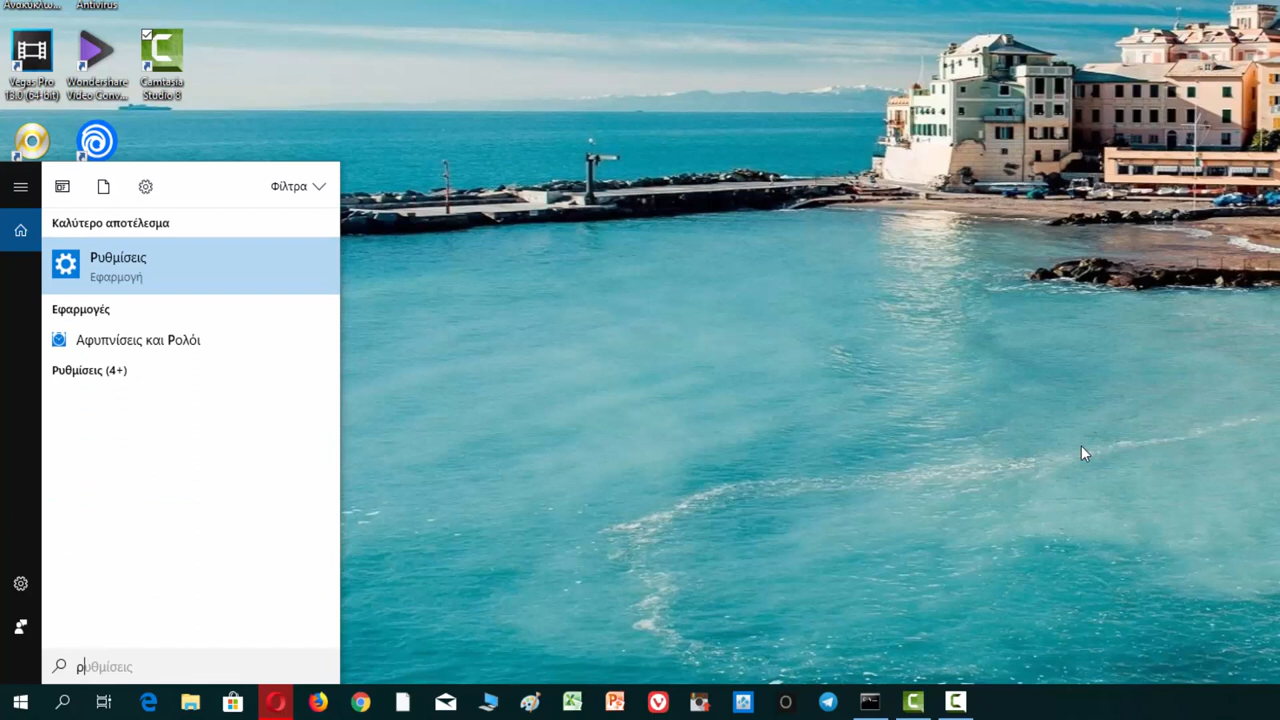 Ανακύκλω...
Antivirus
Vegas Pro
13.0 (64-bit)
Wondershare
Video Conv...
Camtasia
Studio 8
Φίλτρα
Καλύτερο αποτέλεσμα
Ρυθμίσεις
Εφαρμογή
Εφαρμογές
Αφυπνίσεις και Ρολόι
Ρυθμίσεις (4+)
ρυθμίσεις